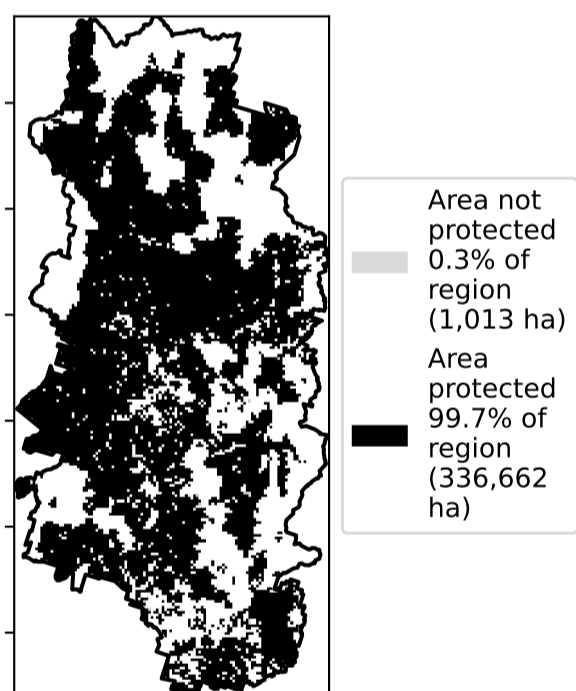 Area not
protected
0.3% of
region
(1,013 ha)
Area
protected
99.7% of
region
(336,662
ha)